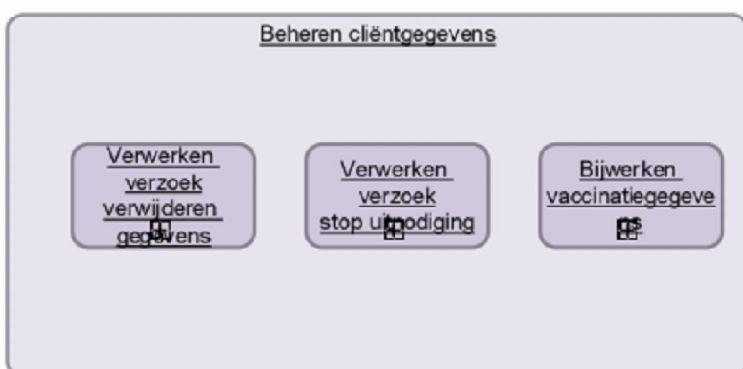 Beheren cliëntgegevens
Verwerken
verzoek
verwijderen
gegevens
Verwerken
verzoek
stop uitnodiging
Bijwerken
vaccinatiegegeve
ns